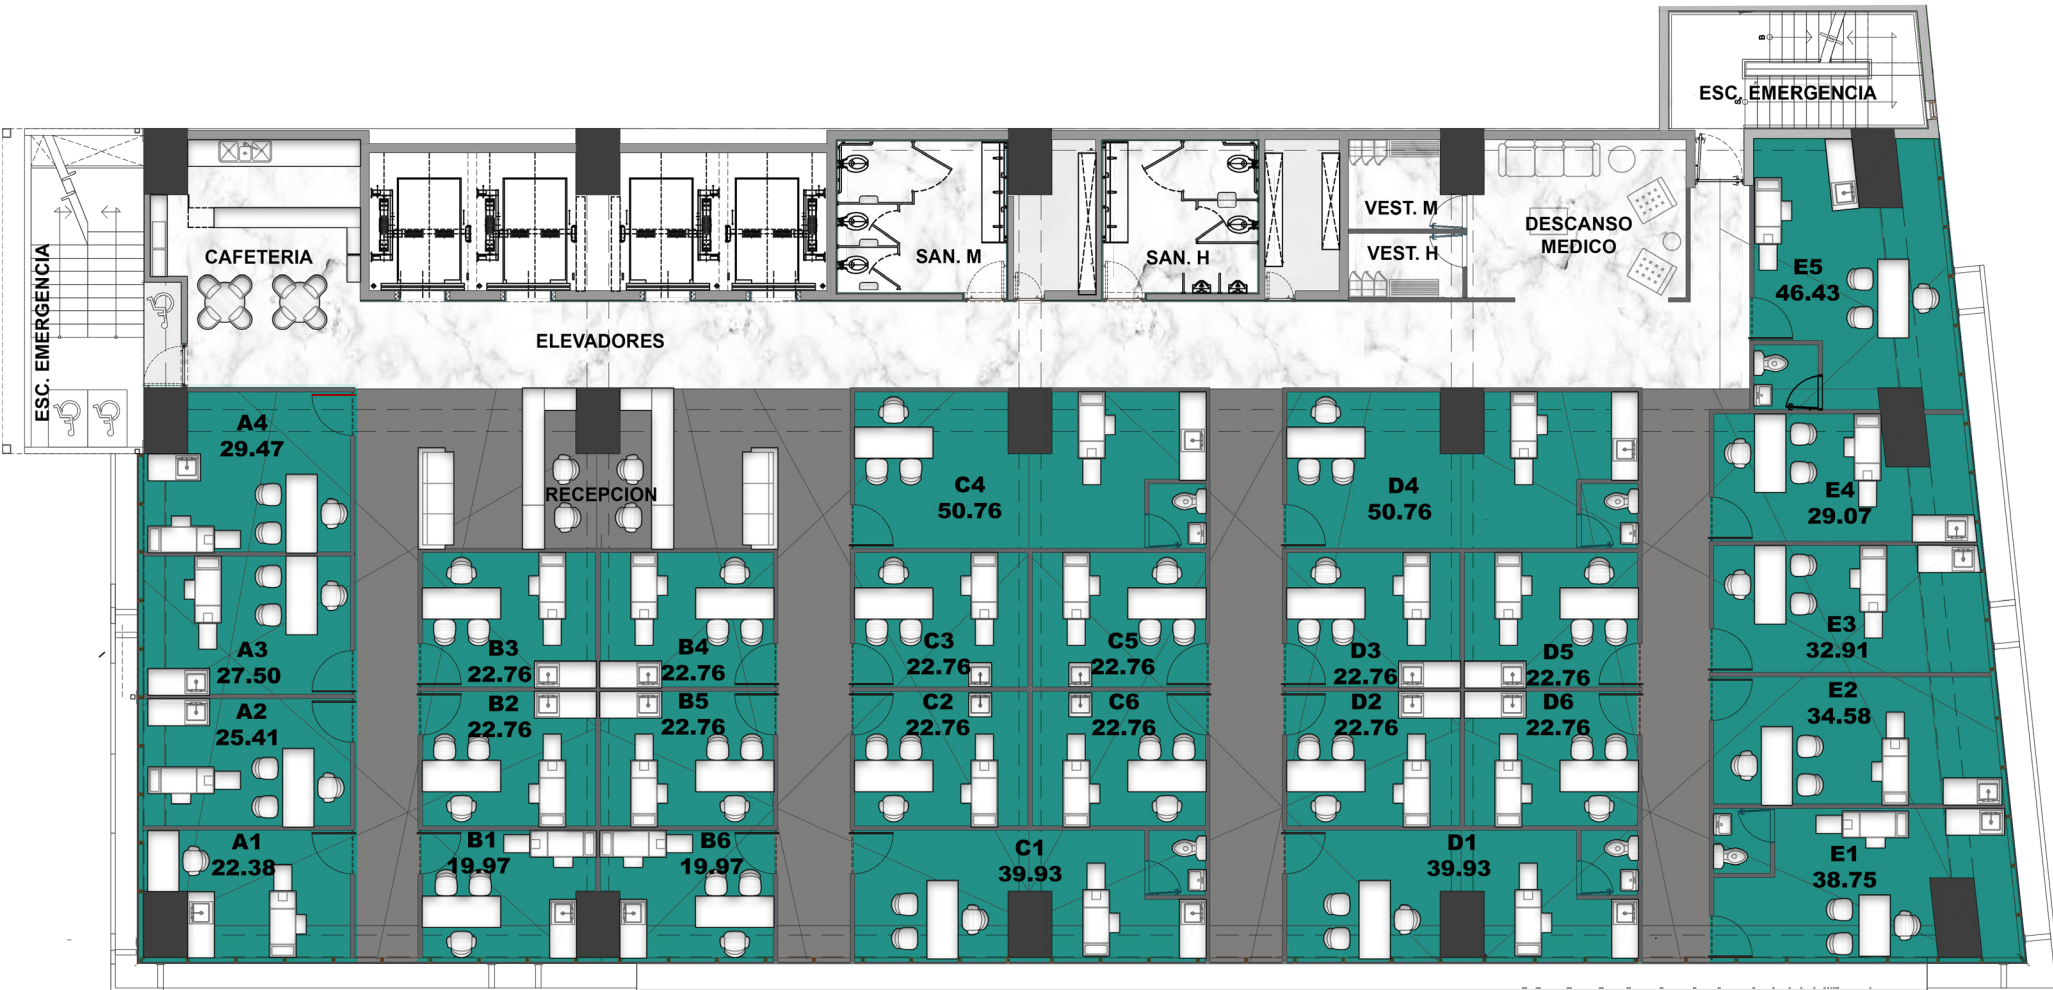 ESC. EMERGENCIA
ESC. EMERGENCIA
CAFETERIA
SAN. M
SAN. H
VEST. M
VEST. H
DESCANSO
MEDICO
ELEVADORES
RECEPCION
A4
29.47
A3
27.50
A2
25.41
A1
22.38
B3
22.76
B4
22.76
B2
22.76
B5
22.76
B1
19.97
B6
19.97
C4
50.76
C3
22.76
C5
22.76
C2
22.76
C6
22.76
C1
39.93
D4
50.76
D3
22.76
D5
22.76
D2
22.76
D6
22.76
D1
39.93
E5
46.43
E4
29.07
E3
32.91
E2
34.58
E1
38.75
B